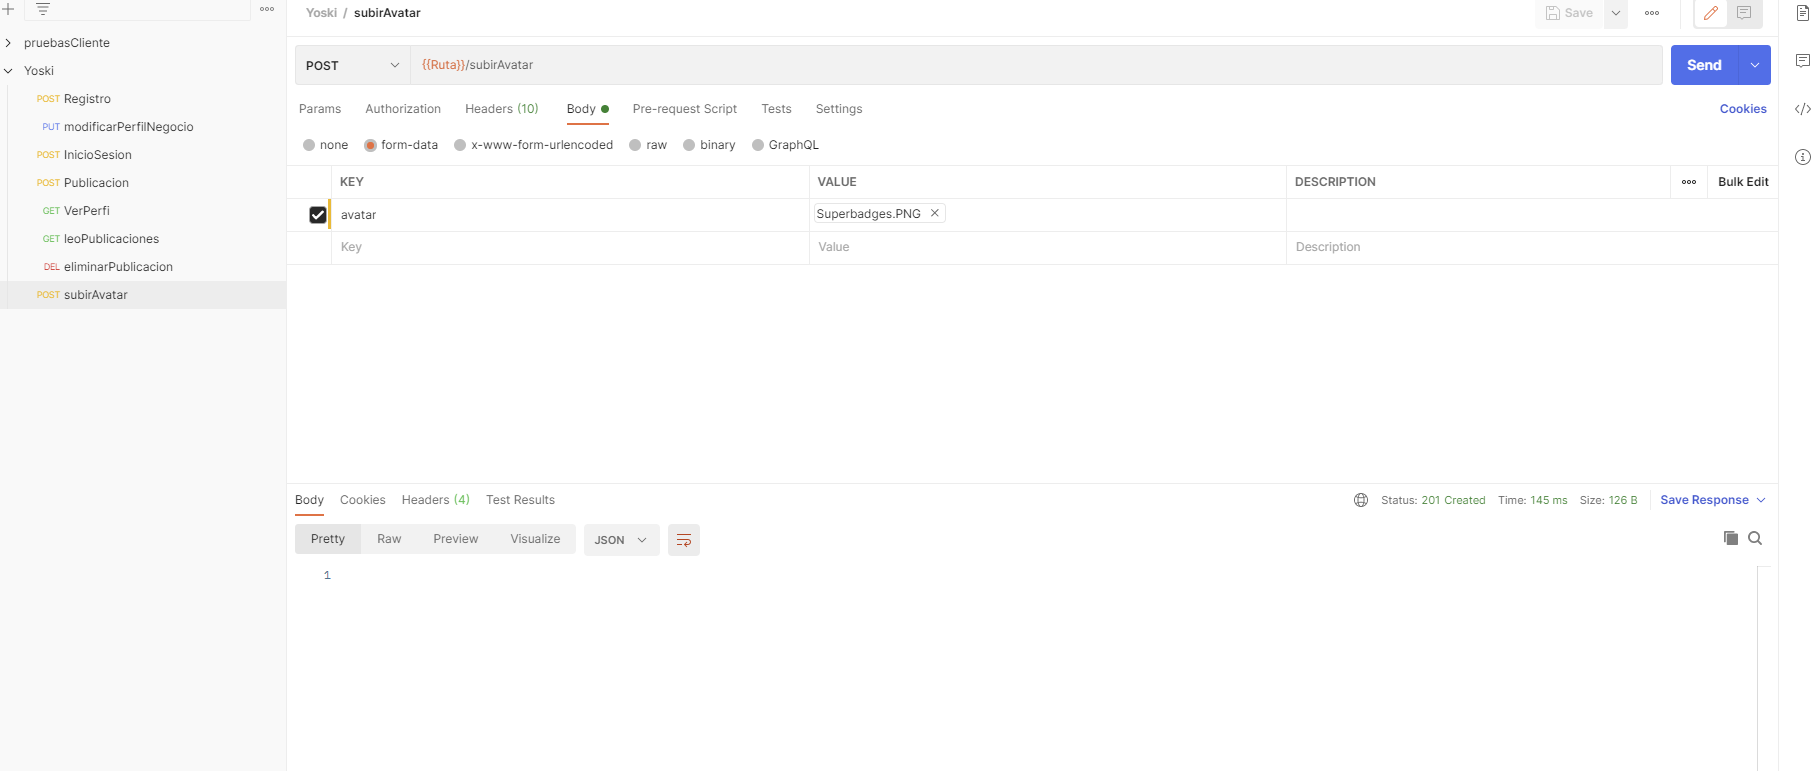 Yoski / subirAvatar
Save
pruebasCliente
Yoski
POST Registro
PUT modificarPerfilNegocio
POST InicioSesion
POST Publicacion
GET VerPerfi
GET leoPublicaciones
DEL eliminarPublicacion
POST subirAvatar
POST {{Ruta}}/subirAvatar Send
Params Authorization Headers (10) Body Pre-request Script Tests Settings Cookies
none form-data x-www-form-urlencoded raw binary GraphQL
KEY VALUE DESCRIPTION Bulk Edit
avatar Superbadges.PNG
Key Value Description
Body Cookies Headers (4) Test Results Status: 201 Created Time: 145 ms Size: 126 B Save Response
Pretty Raw Preview Visualize JSON
1